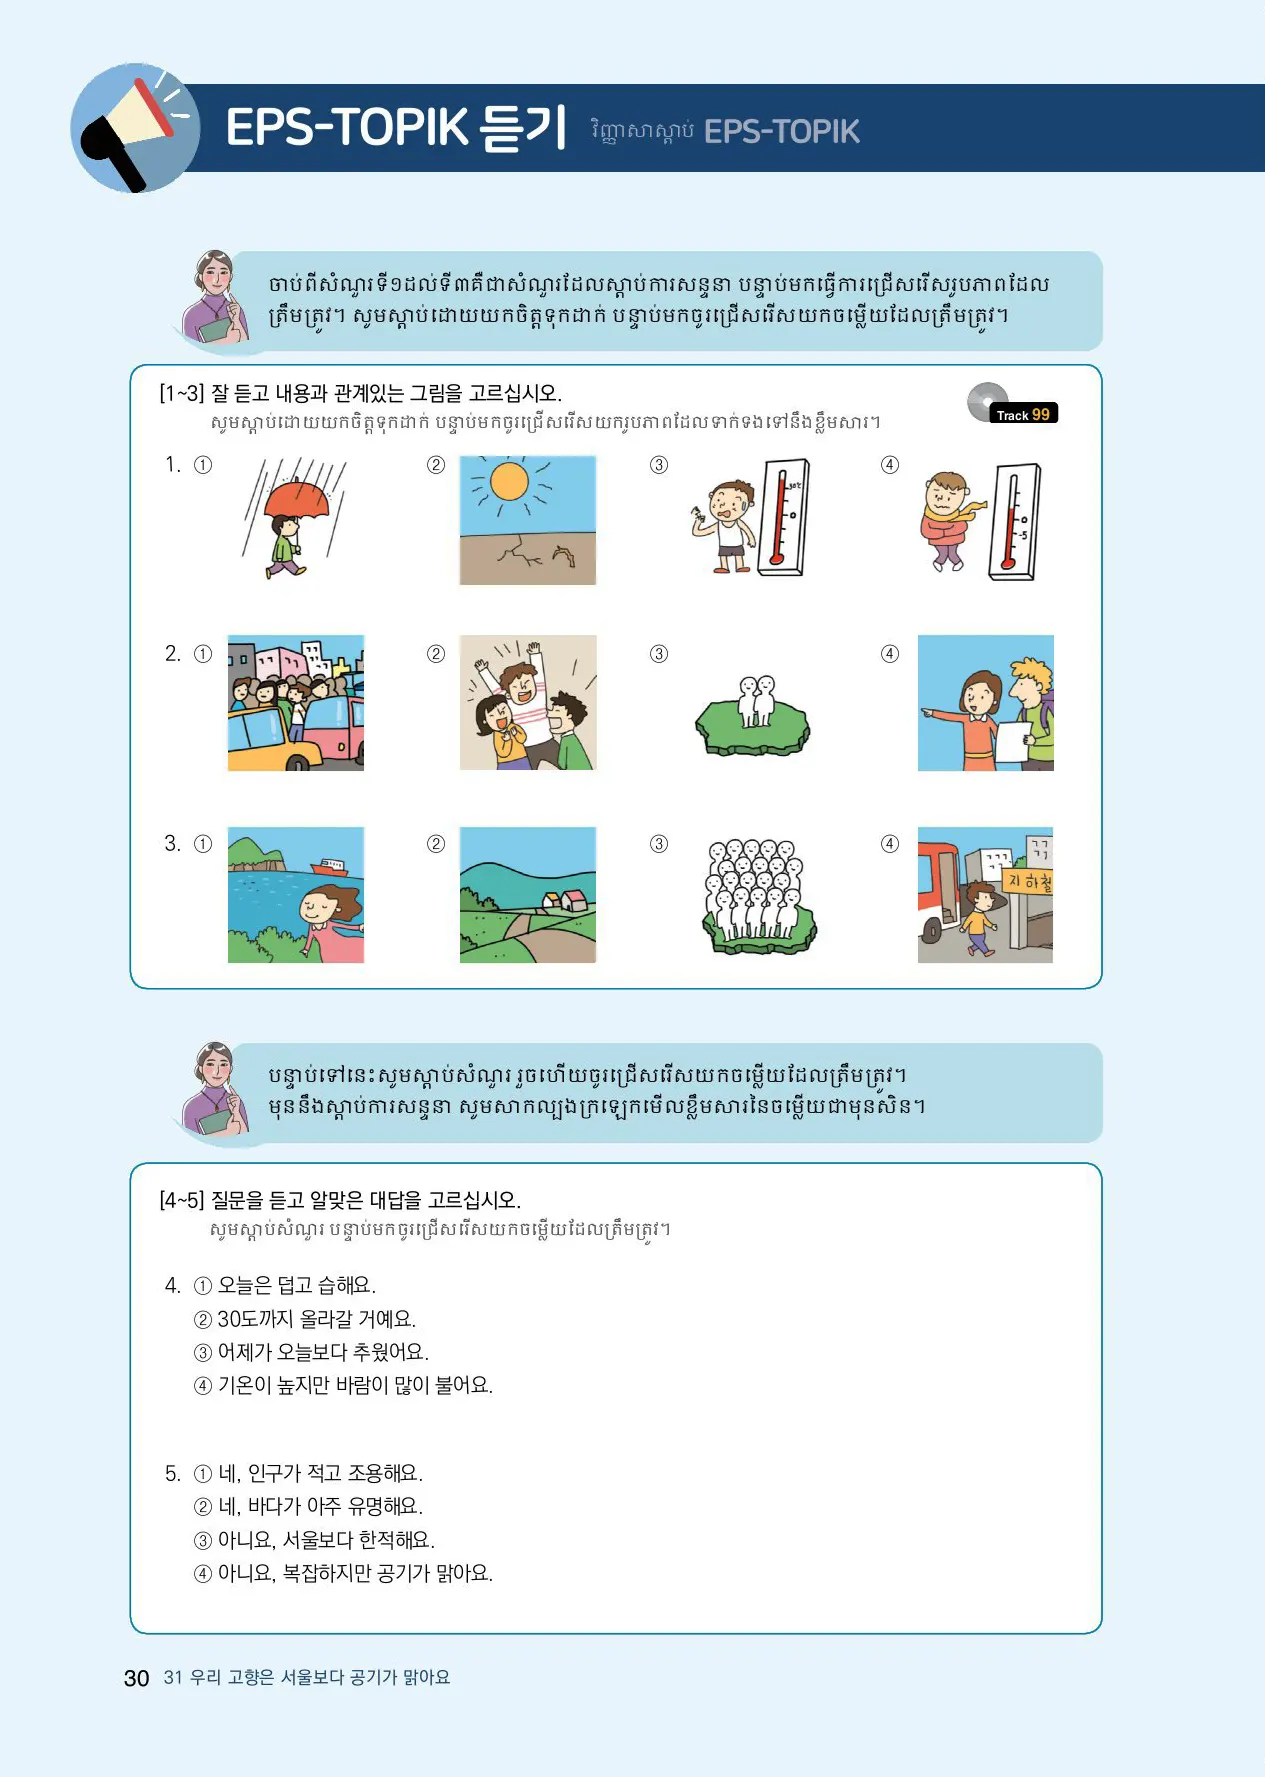 EPS-TOPIK 듣기 វិញ្ញាសាស្តាប់ EPS-TOPIK
ចាប់ពីសំណួរទី១ដល់ទី៣គឺជាសំណួរដែលស្តាប់ការសន្ទនា បន្ទាប់មកធ្វើការជ្រើសរើសរូបភាពដែល
ត្រឹមត្រូវ។ សូមស្តាប់ដោយយកចិត្តទុកដាក់ បន្ទាប់មកចូរជ្រើសរើសយកចម្លើយដែលត្រឹមត្រូវ។
[1~3] 잘 듣고 내용과 관계있는 그림을 고르십시오.
Track 99
សូមស្តាប់ដោយយកចិត្តទុកដាក់ បន្ទាប់មកចូរជ្រើសរើសយករូបភាពដែលទាក់ទងទៅនឹងខ្លឹមសារ។
1. ① ② ③ ④
30℃
0
0
-5
2. ① ② ③ ④
3. ① ② ③ ④
지하철
បន្ទាប់ទៅនេះសូមស្តាប់សំណួរ រួចហើយចូរជ្រើសរើសយកចម្លើយដែលត្រឹមត្រូវ។
មុននឹងស្តាប់ការសន្ទនា សូមសាកល្បងក្រឡេកមើលខ្លឹមសារនៃចម្លើយជាមុនសិន។
[4~5] 질문을 듣고 알맞은 대답을 고르십시오.
សូមស្តាប់សំណួរ បន្ទាប់មកចូរជ្រើសរើសយកចម្លើយដែលត្រឹមត្រូវ។
4. ① 오늘은 덥고 습해요.
② 30도까지 올라갈 거예요.
③ 어제가 오늘보다 추웠어요.
④ 기온이 높지만 바람이 많이 불어요.
5. ① 네, 인구가 적고 조용해요.
② 네, 바다가 아주 유명해요.
③ 아니요, 서울보다 한적해요.
④ 아니요, 복잡하지만 공기가 맑아요.
30 31 우리 고향은 서울보다 공기가 맑아요